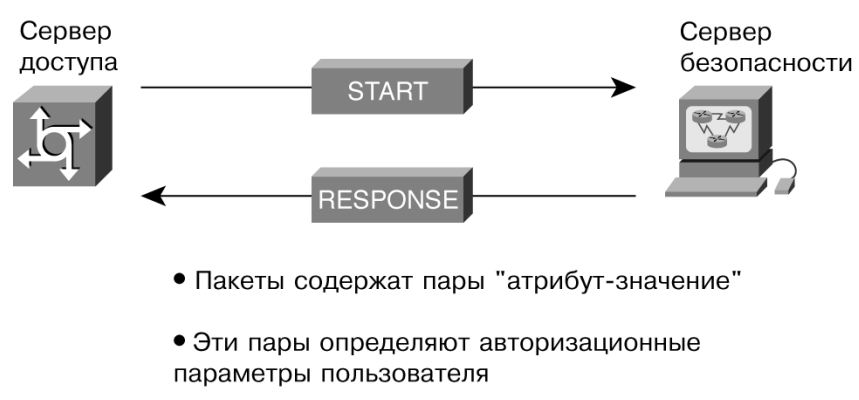 Сервер
доступа
Сервер
безопасности
START
RESPONSE
• Пакеты содержат пары "атрибут-значение"
• Эти пары определяют авторизационные
параметры пользователя